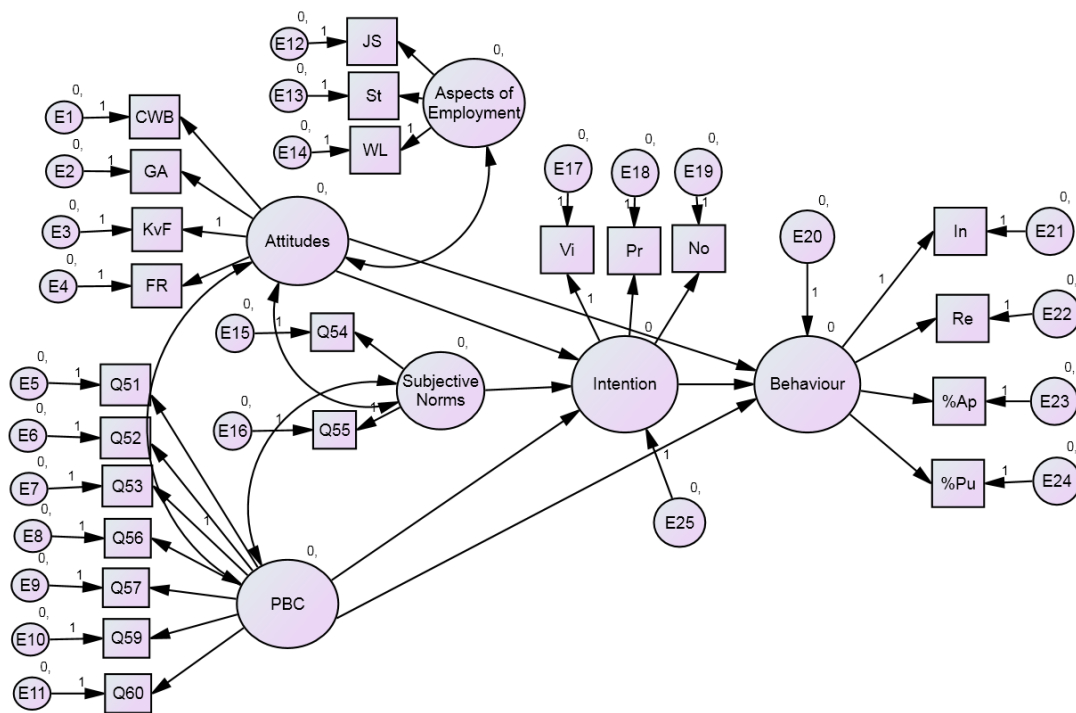 0,
E12
1
JS
0,
E13
1
St
0,
E14
1
WL
1
0,
Aspects of
Employment
0,
E1
1
CWB
0,
E2
1
GA
0,
E3
1
KvF
1
0,
E4
1
FR
0,
Attitudes
0,
E17
1
Vi
1
0,
E18
1
Pr
0,
E19
1
No
0,
E20
1
In
1
0,
E21
1
Re
1
0,
E22
%Ap
1
0,
E23
%Pu
1
0,
E24
0,
E15
1
Q54
0,
E16
1
Q55
1
0,
Subjective
Norms
0
Intention
0
Behaviour
1
0,
E25
0,
E5
1
Q51
0,
E6
1
Q52
0,
E7
1
Q53
1
0,
E8
1
Q56
0,
E9
1
Q57
0,
E10
1
Q59
0,
E11
1
Q60
0,
PBC